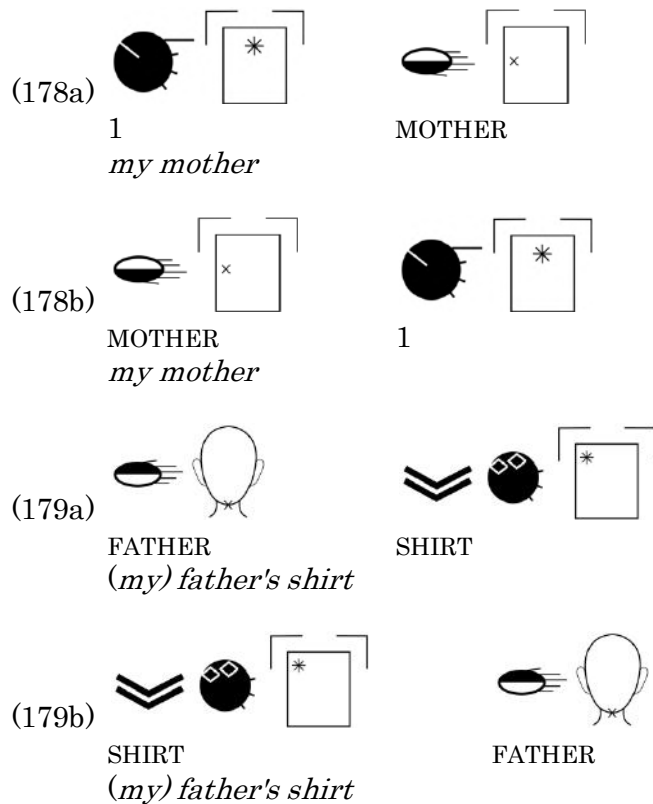 (178a)
1 MOTHER
my mother
(178b)
MOTHER 1
my mother
(179a)
FATHER SHIRT
(my) father's shirt
(179b)
SHIRT FATHER
(my) father's shirt